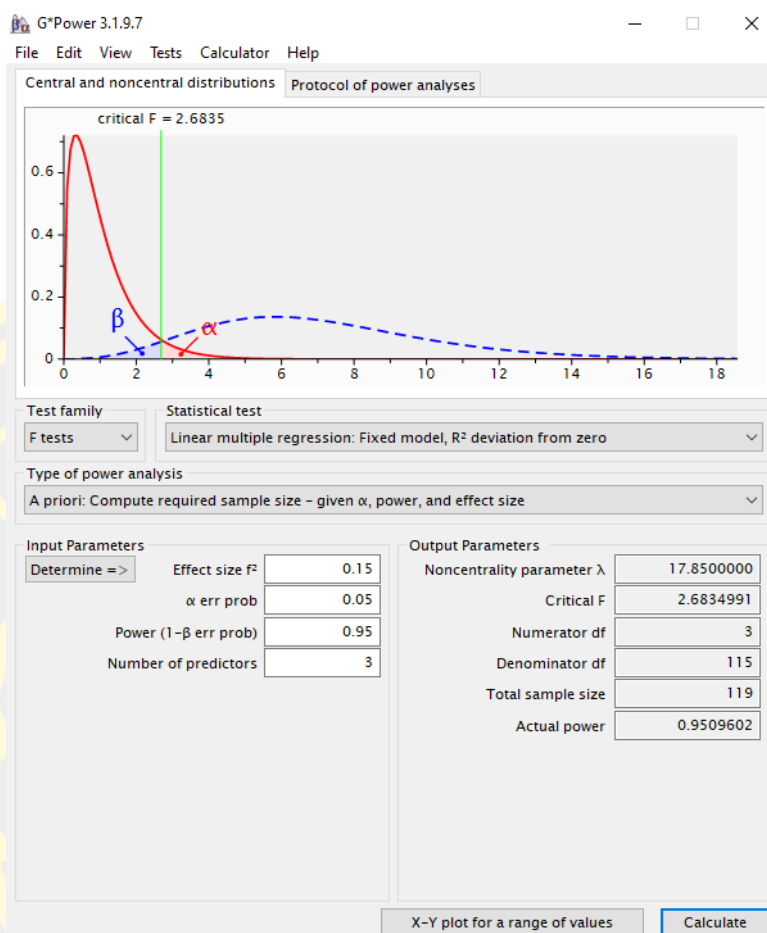 G*Power 3.1.9.7
File Edit View Tests Calculator Help
Central and noncentral distributions Protocol of power analyses
critical F = 2.6835
0.6
0.4
0.2
0
β
α
0 2 4 6 8 10 12 14 16 18
Test family Statistical test
F tests Linear multiple regression: Fixed model, R² deviation from zero
Type of power analysis
A priori: Compute required sample size - given α, power, and effect size
Input Parameters Output Parameters
Determine => Effect size f² 0.15 Noncentrality parameter λ 17.8500000
α err prob 0.05 Critical F 2.6834991
Power (1-β err prob) 0.95 Numerator df 3
Number of predictors 3 Denominator df 115
Total sample size 119
Actual power 0.9509602
X-Y plot for a range of values Calculate